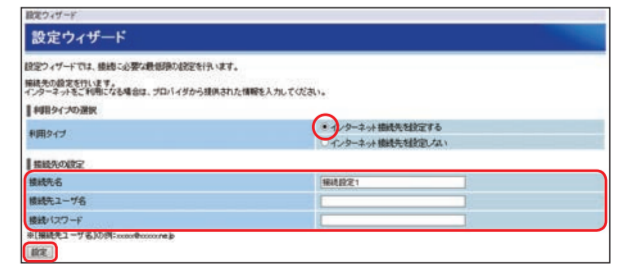 設定ウィザード
設定ウィザード
設定ウィザードでは、接続に必要な最低限の設定を行います。
接続先の設定を行います。
インターネットをご利用になる場合は、プロバイダから提供された情報を入力してください。
利用タイプの選択
利用タイプ
インターネット接続先を設定する
インターネット接続先を設定しない
接続先の設定
接続先名 接続設定1
接続先ユーザ名
接続パスワード
※[接続先ユーザ名]の例:
設定